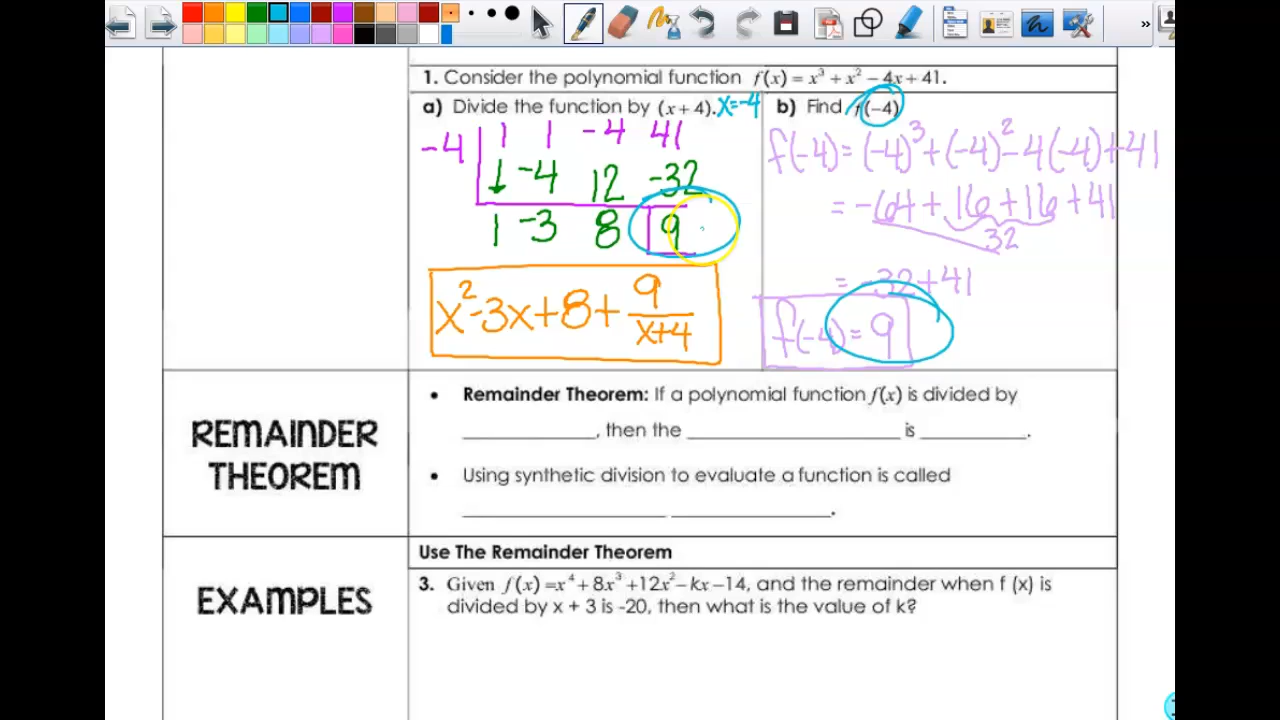 »
1. Consider the polynomial function f(x) = x³ + x² − 4x + 41.
a) Divide the function by (x + 4). x=-4
-4 1 1 -4 41
↓ -4 12 -32
1 -3 8 9
x²-3x+8+ 9/(x+4)
b) Find f(−4)
f(-4) = (-4)³ + (-4)² - 4(-4) + 41
= -64 + 16 + 16 + 41
32
= -32 + 41
f(-4) = 9
REMAINDER
THEOREM
• Remainder Theorem: If a polynomial function f(x) is divided by
____________, then the ____________________ is __________.
• Using synthetic division to evaluate a function is called
___________________ _______________.
EXAMPLES
Use The Remainder Theorem
3. Given f(x) =x⁴ + 8x³ +12x² − kx −14, and the remainder when f (x) is
divided by x + 3 is -20, then what is the value of k?